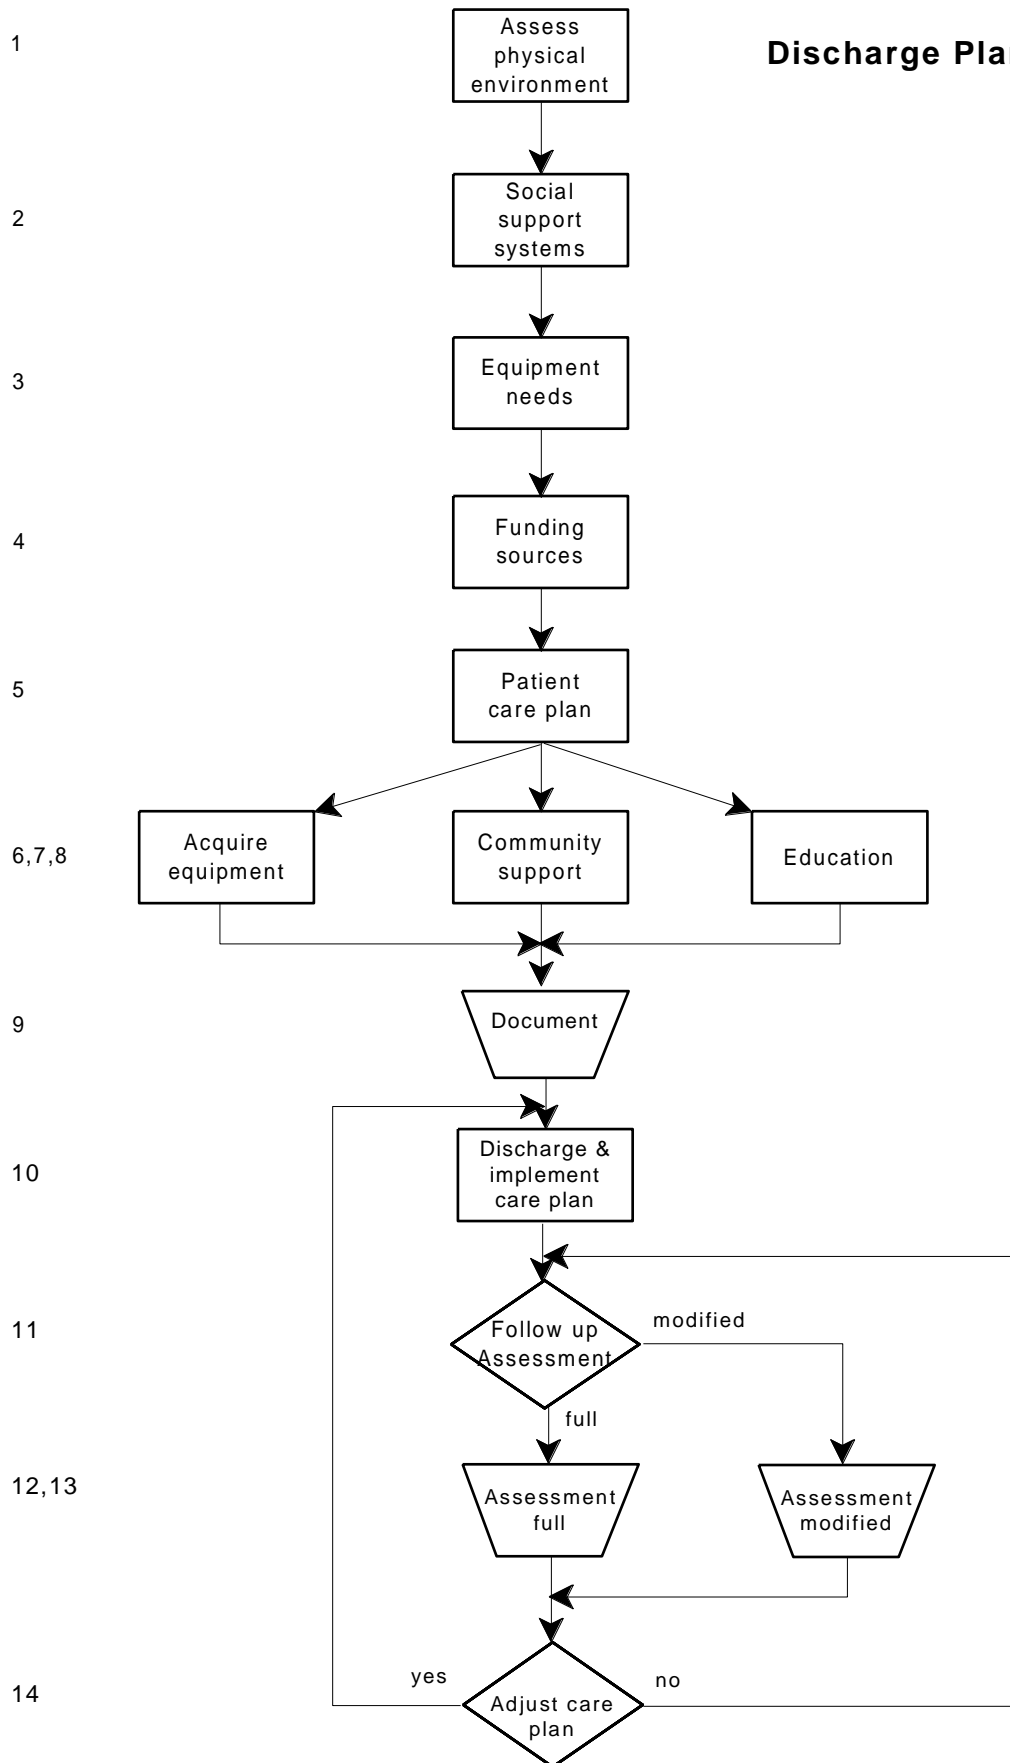 1
Assess
physical
environment
Discharge Plan
2
Social
support
systems
3
Equipment
needs
4
Funding
sources
5
Patient
care plan
6,7,8
Acquire
equipment
Community
support
Education
9
Document
10
Discharge &
implement
care plan
11
Follow up
Assessment
modified
full
12,13
Assessment
full
Assessment
modified
14
yes
Adjust care
plan
no